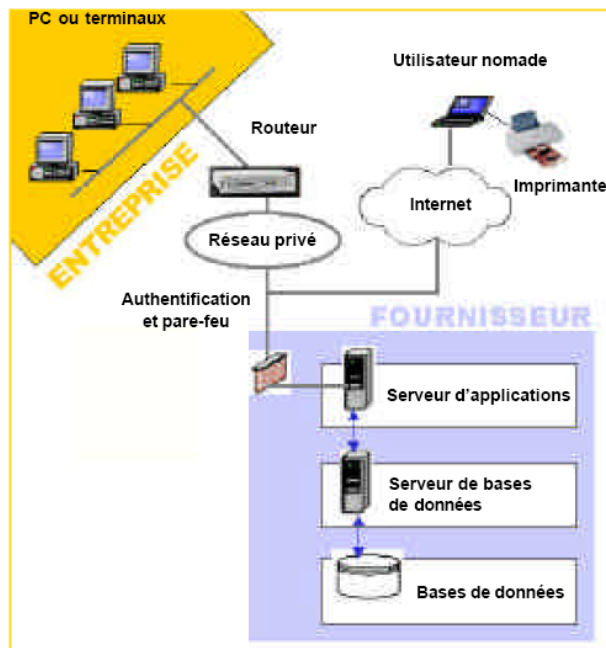 PC ou terminaux
Utilisateur nomade
Routeur
Imprimante
Internet
ENTREPRISE
Réseau privé
Authentification
et pare-feu
FOURNISSEUR
Serveur d'applications
Serveur de bases
de données
Bases de données